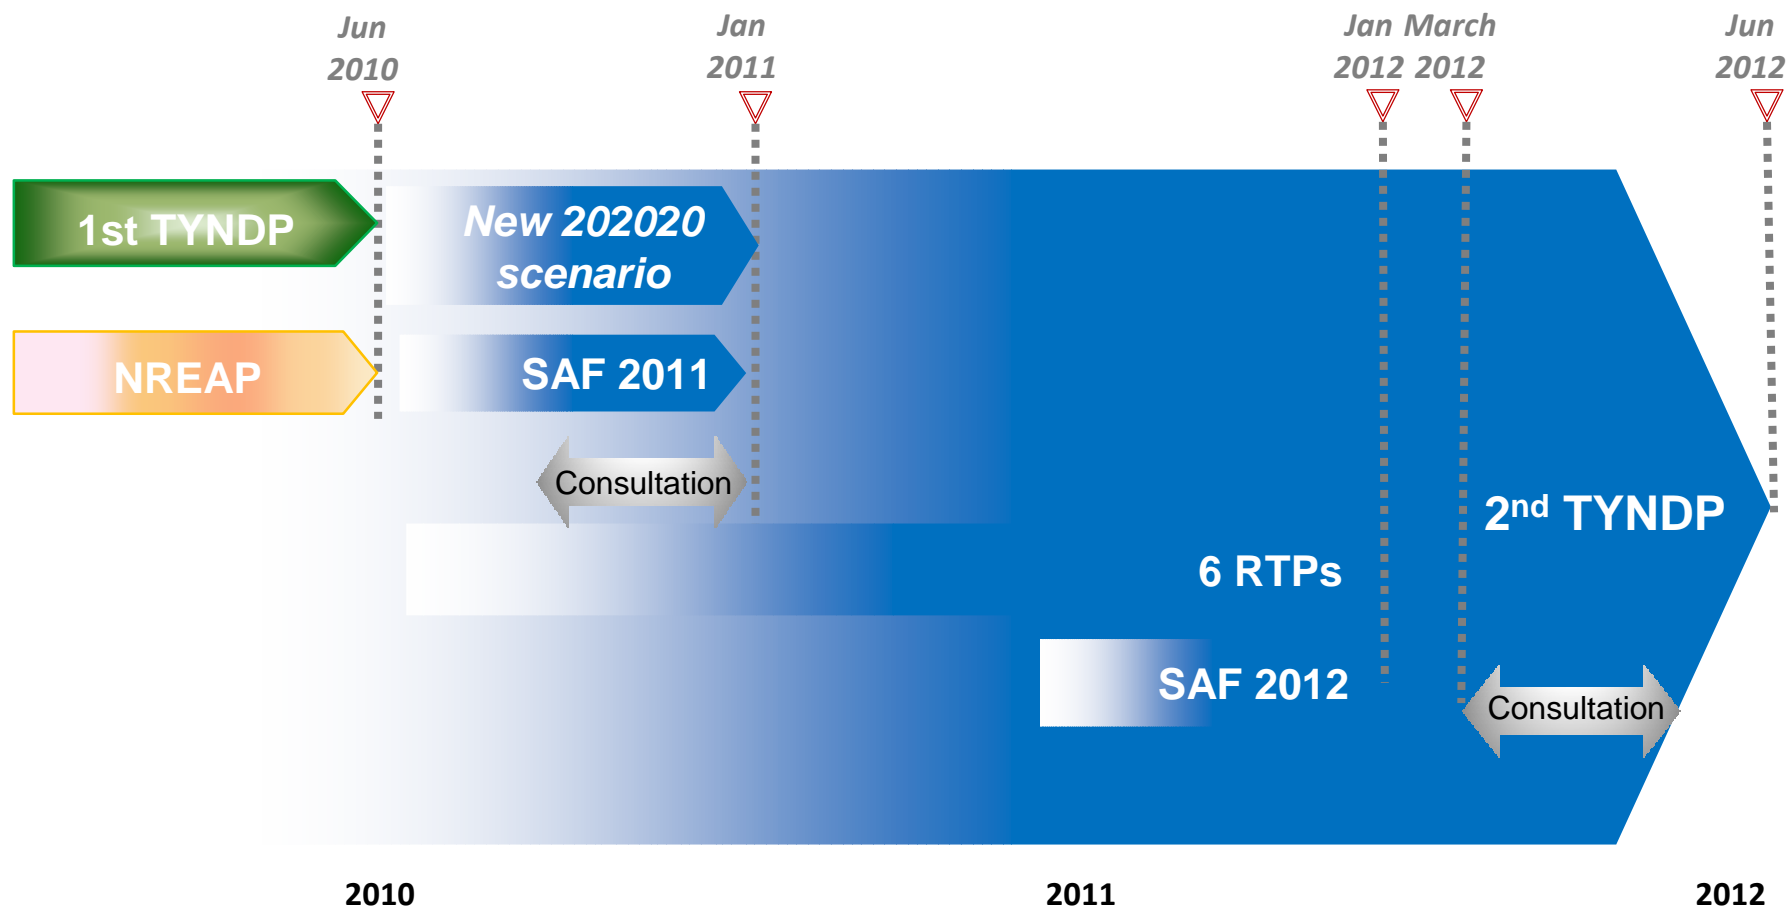 Jun
2010
Jan
2011
Jan
2012
March
2012
Jun
2012
1st TYNDP
New 202020
scenario
NREAP
SAF 2011
Consultation
2nd TYNDP
6 RTPs
SAF 2012
Consultation
2010
2011
2012